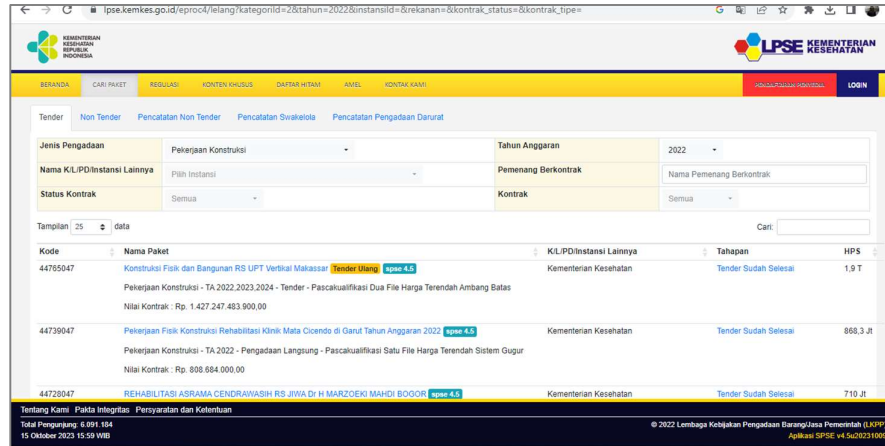 lpse.kemkes.go.id/eproc4/lelang?kategoriId=2&tahun=2022&instansiId=&rekanan=&kontrak_status=&kontrak_tipe=
KEMENTERIAN
KESEHATAN
REPUBLIK
INDONESIA
LPSE KEMENTERIAN
KESEHATAN
BERANDA CARI PAKET REGULASI KONTEN KHUSUS DAFTAR HITAM AMEL KONTAK KAMI PENDAFTARAN PENYEDIA LOGIN
Tender Non Tender Pencatatan Non Tender Pencatatan Swakelola Pencatatan Pengadaan Darurat
Jenis Pengadaan Pekerjaan Konstruksi Tahun Anggaran 2022
Nama K/L/PD/Instansi Lainnya Pilih Instansi Pemenang Berkontrak Nama Pemenang Berkontrak
Status Kontrak Semua Kontrak Semua
Tampilan 25 data Cari:
Kode Nama Paket K/L/PD/Instansi Lainnya Tahapan HPS
44765047 Konstruksi Fisik dan Bangunan RS UPT Vertikal Makassar Tender Ulang spse 4.5 Kementerian Kesehatan Tender Sudah Selesai 1,9 T
Pekerjaan Konstruksi - TA 2022,2023,2024 - Tender - Pascakualifikasi Dua File Harga Terendah Ambang Batas
Nilai Kontrak : Rp. 1.427.247.483.900,00
44739047 Pekerjaan Fisik Konstruksi Rehabilitasi Klinik Mata Cicendo di Garut Tahun Anggaran 2022 spse 4.5 Kementerian Kesehatan Tender Sudah Selesai 868,3 Jt
Pekerjaan Konstruksi - TA 2022 - Pengadaan Langsung - Pascakualifikasi Satu File Harga Terendah Sistem Gugur
Nilai Kontrak : Rp. 808.684.000,00
44728047 REHABILITASI ASRAMA CENDRAWASIH RS JIWA Dr H MARZOEKI MAHDI BOGOR spse 4.5 Kementerian Kesehatan Tender Sudah Selesai 710 Jt
Tentang Kami Pakta Integritas Persyaratan dan Ketentuan
Total Pengunjung: 6.091.184 © 2022 Lembaga Kebijakan Pengadaan Barang/Jasa Pemerintah (LKPP)
15 Oktober 2023 15:59 WIB Aplikasi SPSE v4.5u20231009